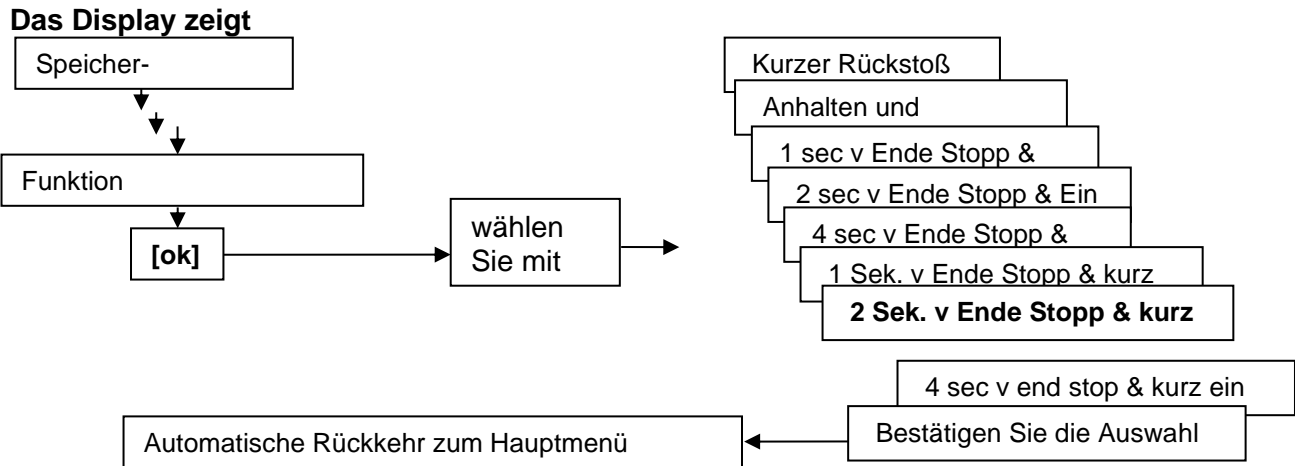 Das Display zeigt
Speicher-
Funktion
[ok]
wählen
Sie mit
Kurzer Rückstoß
Anhalten und
1 sec v Ende Stopp &
2 sec v Ende Stopp & Ein
4 sec v Ende Stopp &
1 Sek. v Ende Stopp & kurz
2 Sek. v Ende Stopp & kurz
4 sec v end stop & kurz ein
Bestätigen Sie die Auswahl
Automatische Rückkehr zum Hauptmenü